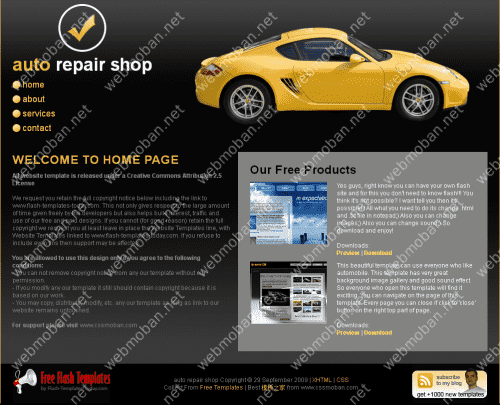 auto repair shop
home
about
services
contact
WELCOME TO HOME PAGE
All website template is released under a Creative Commons Attribution 2.5
License
We request you retain the full copyright notice below including the link to
www.flash-templates-today.com. This not only gives respect to the large amount
of time given freely by the developers but also helps build interest, traffic and
use of our free and paid designs. If you cannot (for good reason) retain the full
copyright we request you at least leave in place the Website Templates line, with
Website Templates linked to www.flash-templates-today.com. If you refuse to
include even this then support may be affected.
You are allowed to use this design only if you agree to the following
conditions:
- You can not remove copyright notice from any our template without our
permission.
- If you modify any our template it still should contain copyright because it is
based on our work.
- You may copy, distribute, modify, etc. any our template as long as link to our
website remains untouched.
For support please visit www.cssmoban.com
Our Free Products
Yes guys, right know you can have your own flash
site and for this you don't need to know flash!!! You
think it's not possible? I want tell you then it's
possible! All what you need to do its change html
and .txt file in notepad;) Also you can change
images;) Also you can change sound;) So
download and enjoy!
Downloads:
Preview | Download
This beautiful template can use everyone who like
automobile. This template has very great
background image gallery and good sound effect.
So everyone who open this template will find it
exciting. You can navigate on the page of this
template. Every page you can close if click to 'close'
button on the right top part of page.
Downloads:
Preview | Download
Free Flash Templates
by Flash-Templates-Today.com
auto repair shop Copyright © 29 September 2009 | XHTML | CSS
Collect From Free Templates | Best 模板之家 from www.cssmoban.com
subscribe
to my blog
get +1000 new templates
webmoban.net